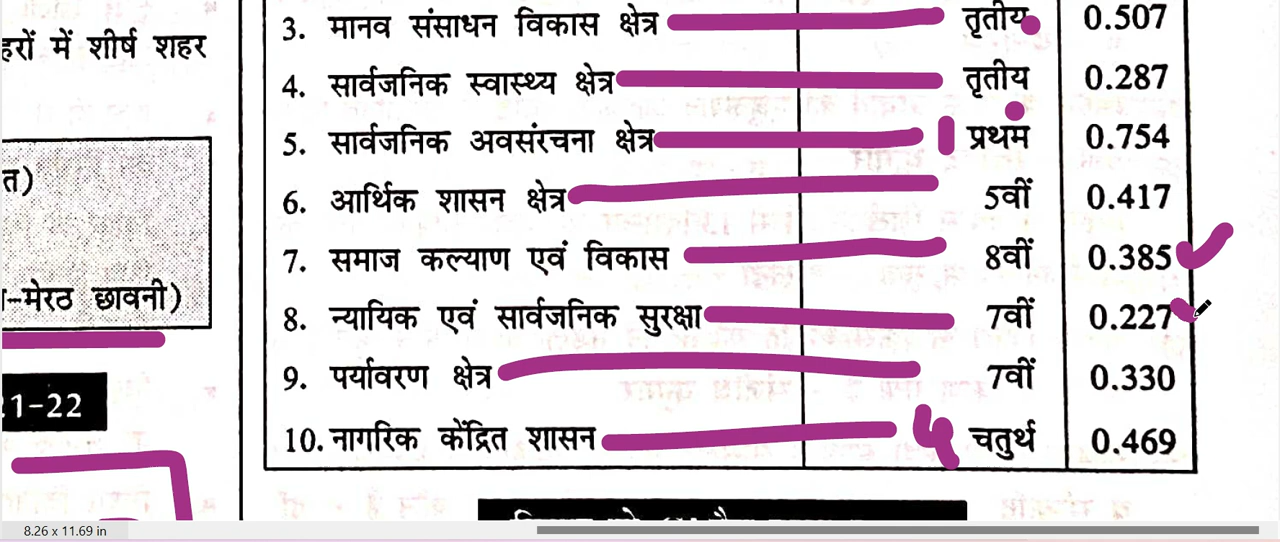 3. मानव संसाधन विकास क्षेत्र तृतीय 0.507
हरों में शीर्ष शहर
4. सार्वजनिक स्वास्थ्य क्षेत्र तृतीय 0.287
5. सार्वजनिक अवसंरचना क्षेत्र 1 प्रथम 0.754
त)
6. आर्थिक शासन क्षेत्र 5वीं 0.417
7. समाज कल्याण एवं विकास 8वीं 0.385
-मेरठ छावनी)
8. न्यायिक एवं सार्वजनिक सुरक्षा 7वीं 0.227
9. पर्यावरण क्षेत्र 7वीं 0.330
21-22
10. नागरिक केंद्रित शासन 4 चतुर्थ 0.469
8.26 x 11.69 in